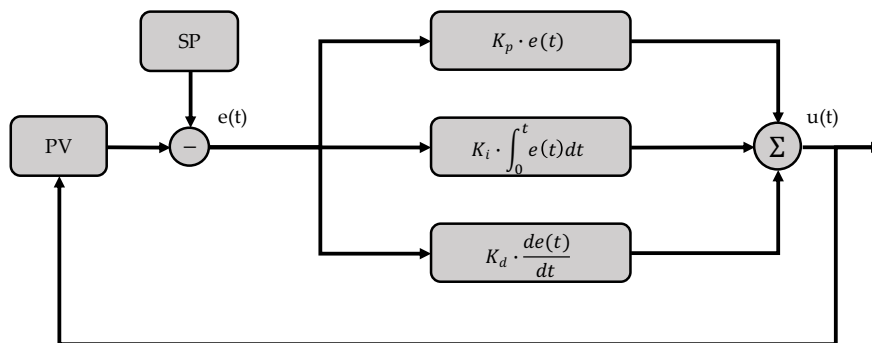 SP
K_p · e(t)
e(t)
u(t)
PV
−
K_i · ∫_0^t e(t)dt
Σ
K_d · de(t)/dt